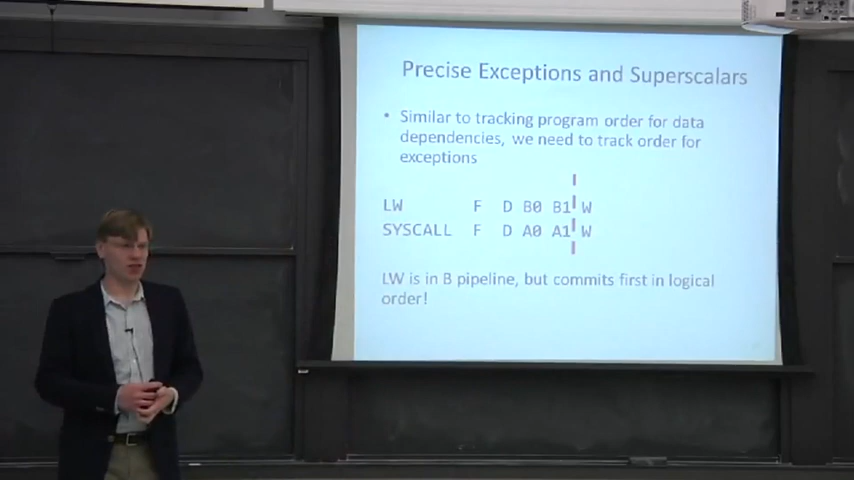 Precise Exceptions and Superscalars
• Similar to tracking program order for data
dependencies, we need to track order for
exceptions
LW F D B0 B1 W
SYSCALL F D A0 A1 W
LW is in B pipeline, but commits first in logical
order!